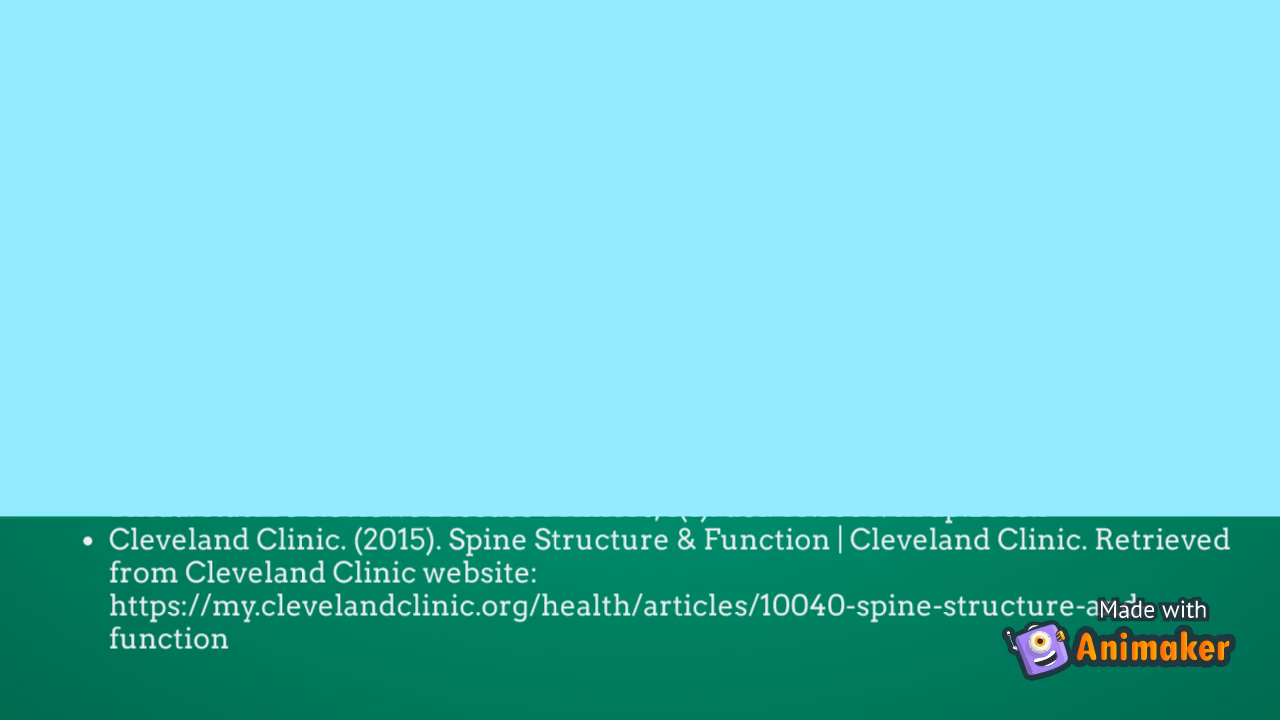 • Cleveland Clinic. (2015). Spine Structure & Function | Cleveland Clinic. Retrieved
from Cleveland Clinic website:
https://my.clevelandclinic.org/health/articles/10040-spine-structure-and-
function
Made with
Animaker